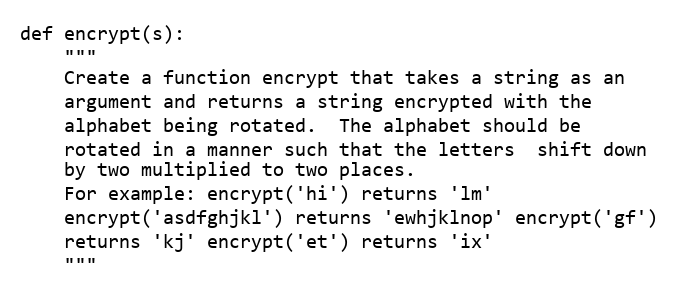 def encrypt(s):
    """
    Create a function encrypt that takes a string as an
    argument and returns a string encrypted with the
    alphabet being rotated.  The alphabet should be
    rotated in a manner such that the letters  shift down
    by two multiplied to two places.
    For example: encrypt('hi') returns 'lm'
    encrypt('asdfghjkl') returns 'ewhjklnop' encrypt('gf')
    returns 'kj' encrypt('et') returns 'ix'
    """